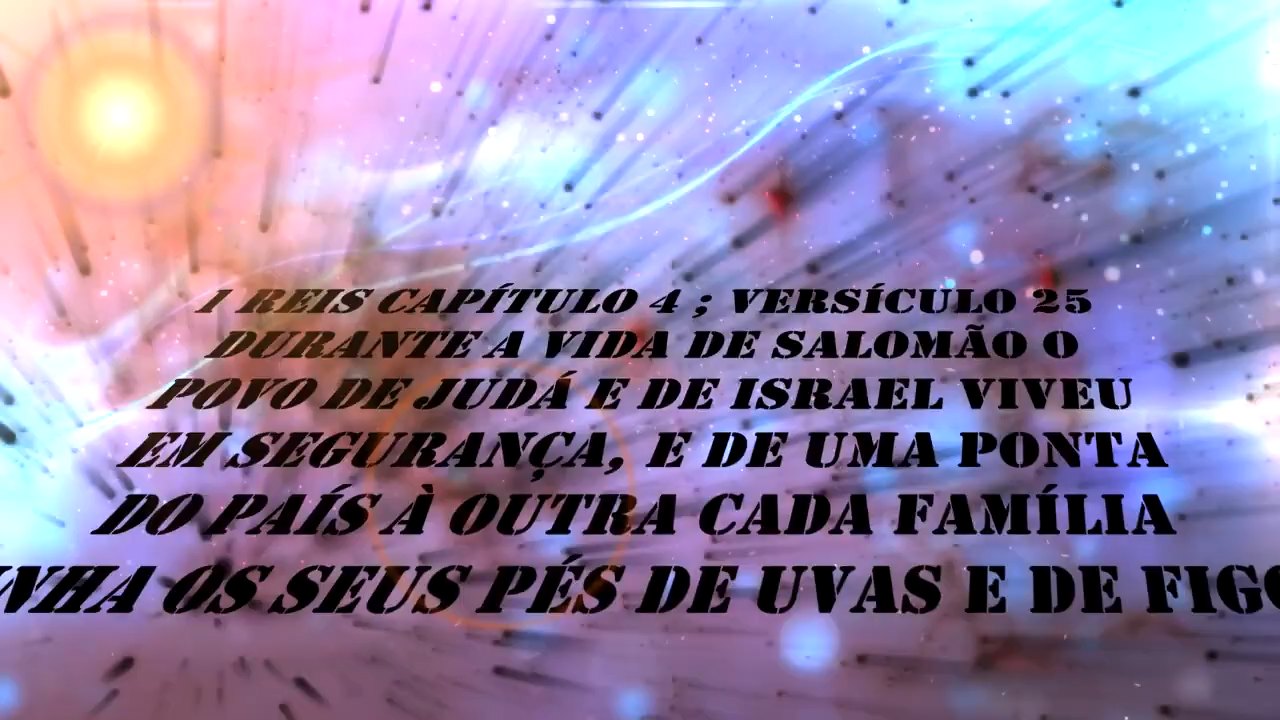 1 REIS CAPÍTULO 4 ; VERSÍCULO 25
DURANTE A VIDA DE SALOMÃO O
POVO DE JUDÁ E DE ISRAEL VIVEU
EM SEGURANÇA, E DE UMA PONTA
DO PAÍS À OUTRA CADA FAMÍLIA
OS SEUS PÉS DE UVAS E DE